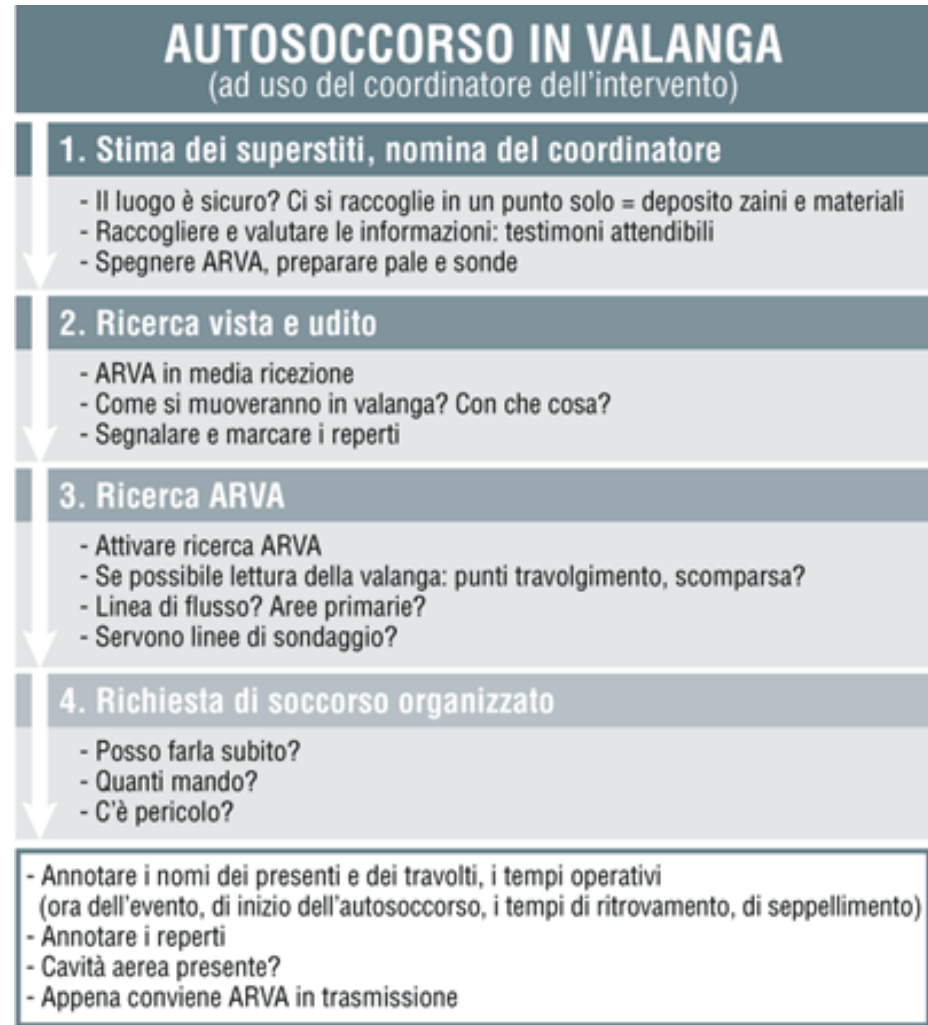 AUTOSOCCORSO IN VALANGA
(ad uso del coordinatore dell'intervento)
1. Stima dei superstiti, nomina del coordinatore
- Il luogo è sicuro? Ci si raccoglie in un punto solo = deposito zaini e materiali
- Raccogliere e valutare le informazioni: testimoni attendibili
- Spegnere ARVA, preparare pale e sonde
2. Ricerca vista e udito
- ARVA in media ricezione
- Come si muoveranno in valanga? Con che cosa?
- Segnalare e marcare i reperti
3. Ricerca ARVA
- Attivare ricerca ARVA
- Se possibile lettura della valanga: punti travolgimento, scomparsa?
- Linea di flusso? Aree primarie?
- Servono linee di sondaggio?
4. Richiesta di soccorso organizzato
- Posso farla subito?
- Quanti mando?
- C'è pericolo?
- Annotare i nomi dei presenti e dei travolti, i tempi operativi
(ora dell'evento, di inizio dell'autosoccorso, i tempi di ritrovamento, di seppellimento)
- Annotare i reperti
- Cavità aerea presente?
- Appena conviene ARVA in trasmissione